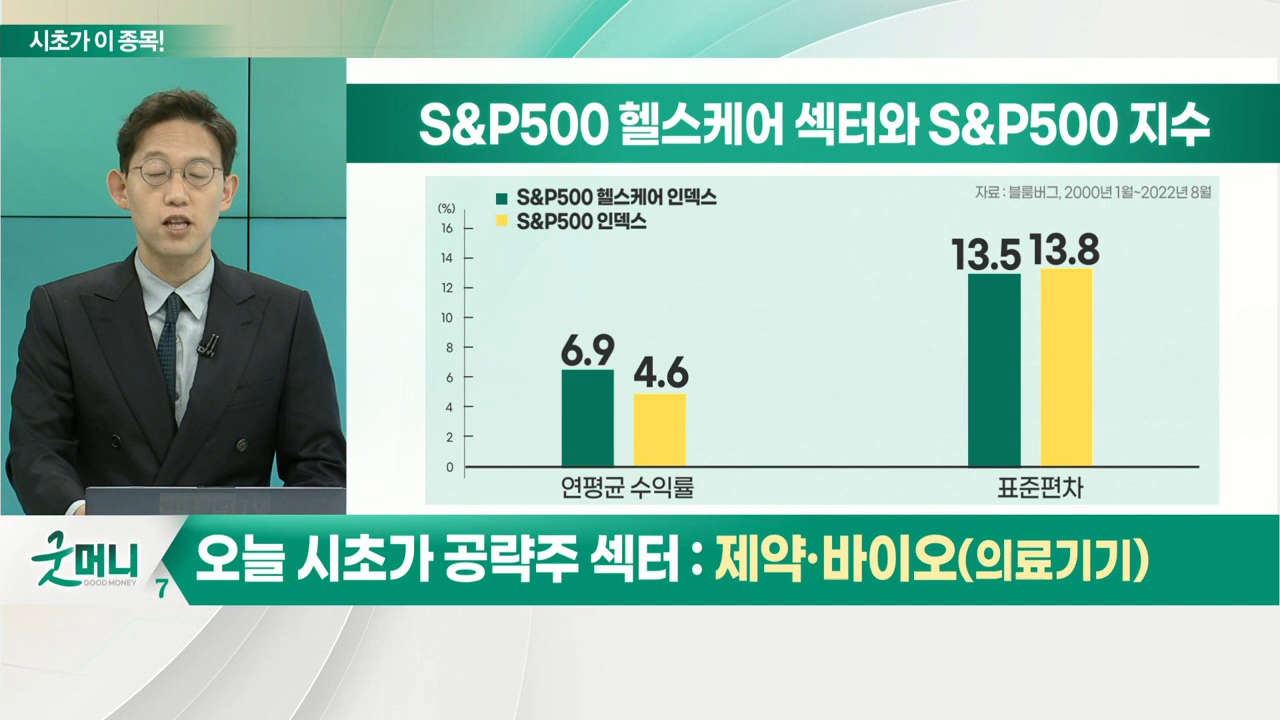 시초가 이 종목!
S&P500 헬스케어 섹터와 S&P500 지수
S&P500 헬스케어 인덱스
S&P500 인덱스
자료 : 블룸버그, 2000년 1월~2022년 8월
(%)
16
14
12
10
8
6
4
2
0
6.9
4.6
13.5
13.8
연평균 수익률
표준편차
굿머니
GOOD MONEY
7
오늘 시초가 공략주 섹터 : 제약·바이오(의료기기)